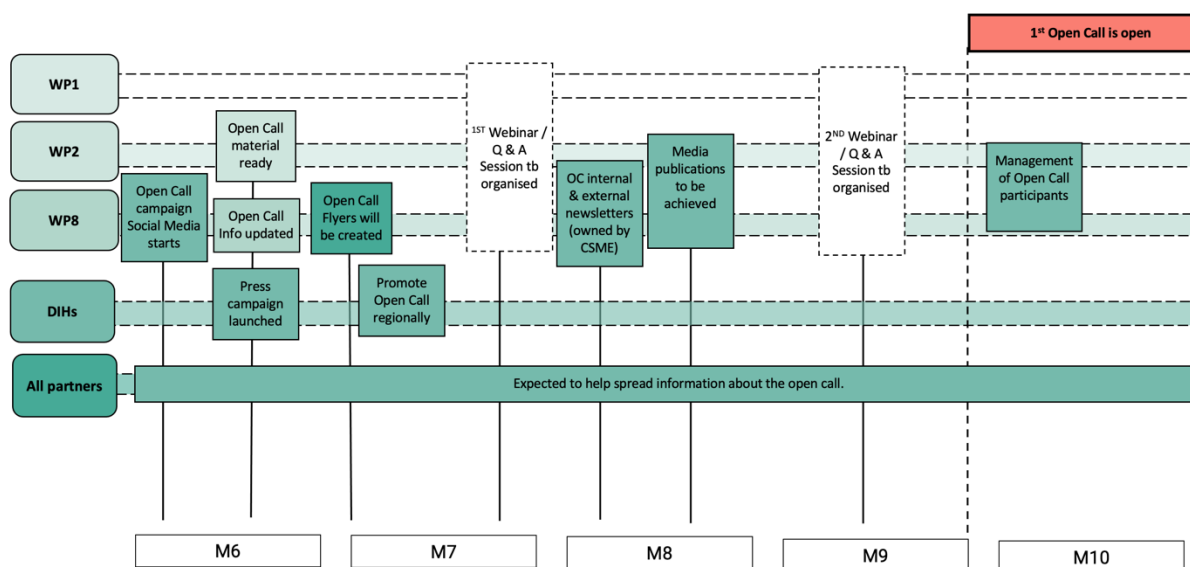 1st Open Call is open
WP1
WP2
WP8
DIHs
All partners
Open Call
campaign
Social Media
starts
Open Call
material
ready
Open Call
Info updated
Press
campaign
launched
Open Call
Flyers will
be created
Promote
Open Call
regionally
1ST Webinar /
Q & A
Session tb
organised
OC internal
& external
newsletters
(owned by
CSME)
Media
publications
to be
achieved
2ND Webinar
/ Q & A
Session tb
organised
Management
of Open Call
participants
Expected to help spread information about the open call.
M6
M7
M8
M9
M10